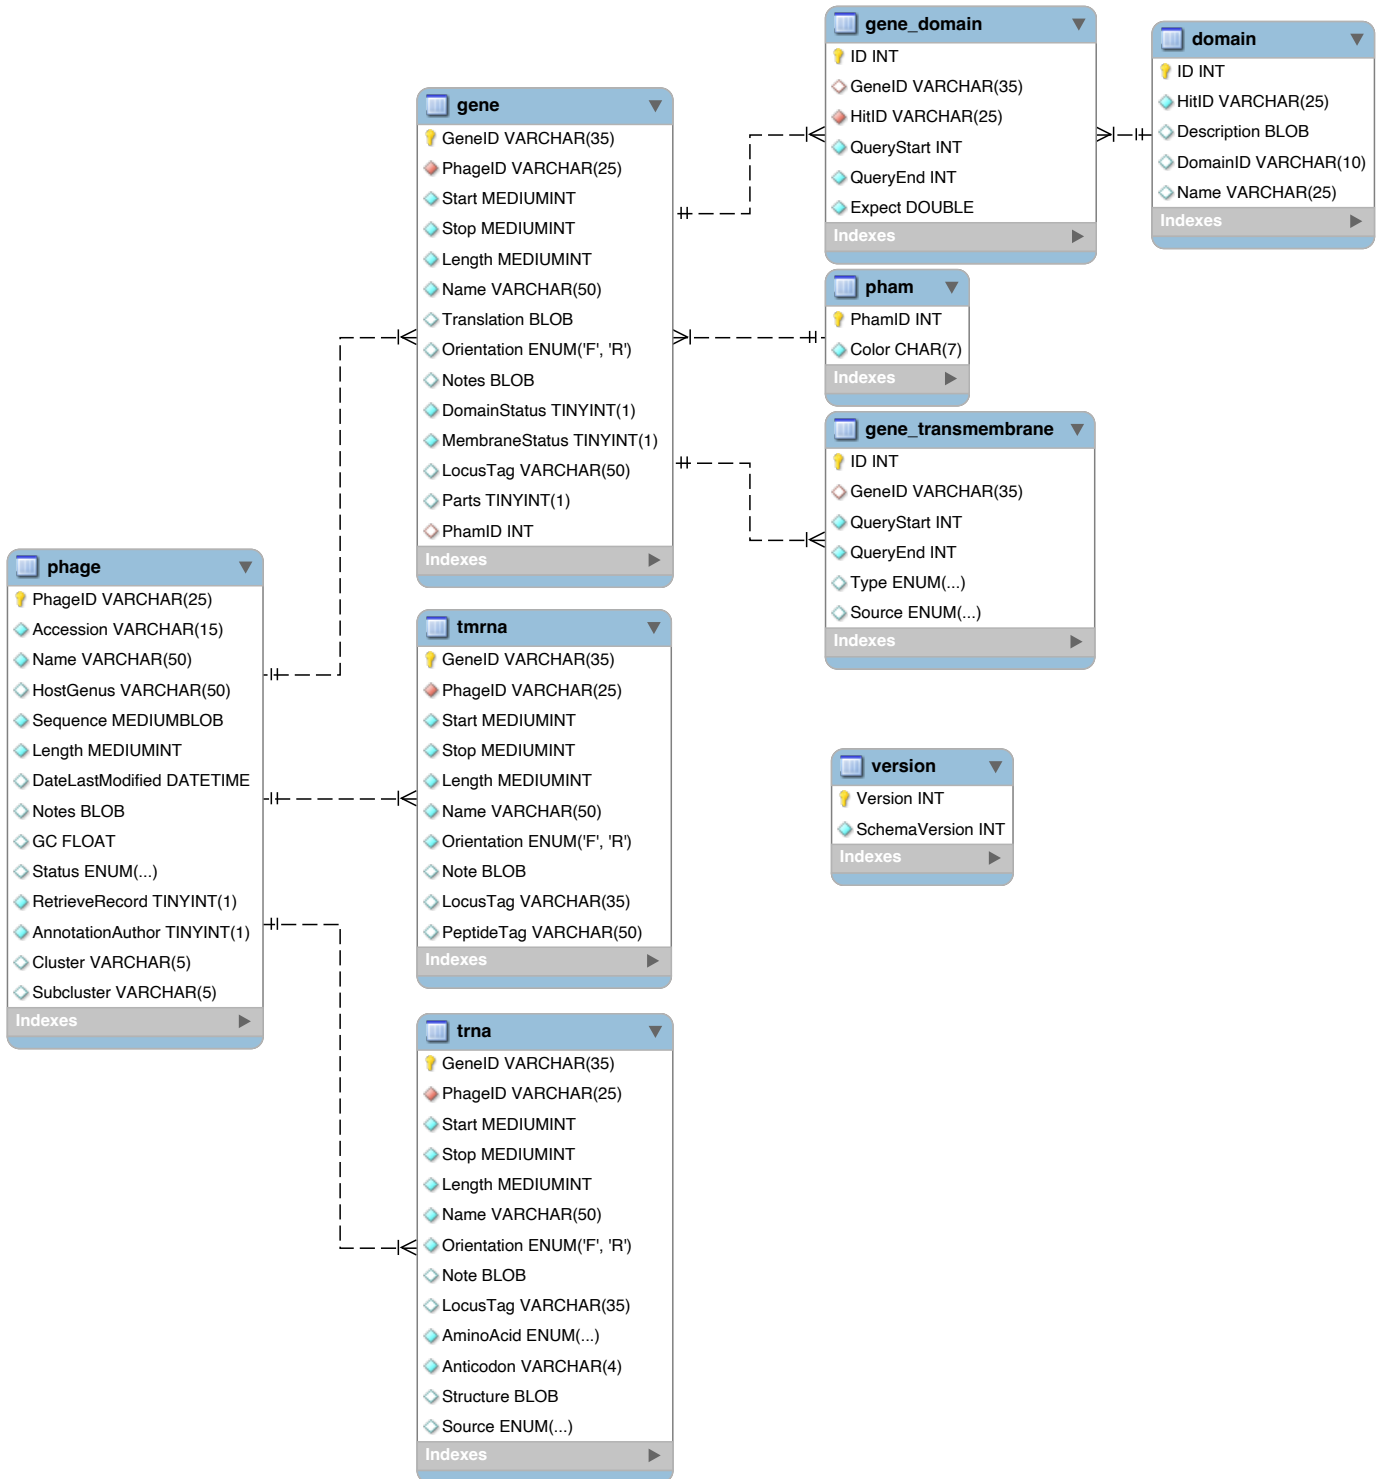 phage
PhageID VARCHAR(25)
Accession VARCHAR(15)
Name VARCHAR(50)
HostGenus VARCHAR(50)
Sequence MEDIUMBLOB
Length MEDIUMINT
DateLastModified DATETIME
Notes BLOB
GC FLOAT
Status ENUM(...)
RetrieveRecord TINYINT(1)
AnnotationAuthor TINYINT(1)
Cluster VARCHAR(5)
Subcluster VARCHAR(5)
Indexes
gene
GeneID VARCHAR(35)
PhageID VARCHAR(25)
Start MEDIUMINT
Stop MEDIUMINT
Length MEDIUMINT
Name VARCHAR(50)
Translation BLOB
Orientation ENUM('F', 'R')
Notes BLOB
DomainStatus TINYINT(1)
MembraneStatus TINYINT(1)
LocusTag VARCHAR(50)
Parts TINYINT(1)
PhamID INT
Indexes
tmrna
GeneID VARCHAR(35)
PhageID VARCHAR(25)
Start MEDIUMINT
Stop MEDIUMINT
Length MEDIUMINT
Name VARCHAR(50)
Orientation ENUM('F', 'R')
Note BLOB
LocusTag VARCHAR(35)
PeptideTag VARCHAR(50)
Indexes
trna
GeneID VARCHAR(35)
PhageID VARCHAR(25)
Start MEDIUMINT
Stop MEDIUMINT
Length MEDIUMINT
Name VARCHAR(50)
Orientation ENUM('F', 'R')
Note BLOB
LocusTag VARCHAR(35)
AminoAcid ENUM(...)
Anticodon VARCHAR(4)
Structure BLOB
Source ENUM(...)
Indexes
gene_domain
ID INT
GeneID VARCHAR(35)
HitID VARCHAR(25)
QueryStart INT
QueryEnd INT
Expect DOUBLE
Indexes
domain
ID INT
HitID VARCHAR(25)
Description BLOB
DomainID VARCHAR(10)
Name VARCHAR(25)
Indexes
pham
PhamID INT
Color CHAR(7)
Indexes
gene_transmembrane
ID INT
GeneID VARCHAR(35)
QueryStart INT
QueryEnd INT
Type ENUM(...)
Source ENUM(...)
Indexes
version
Version INT
SchemaVersion INT
Indexes